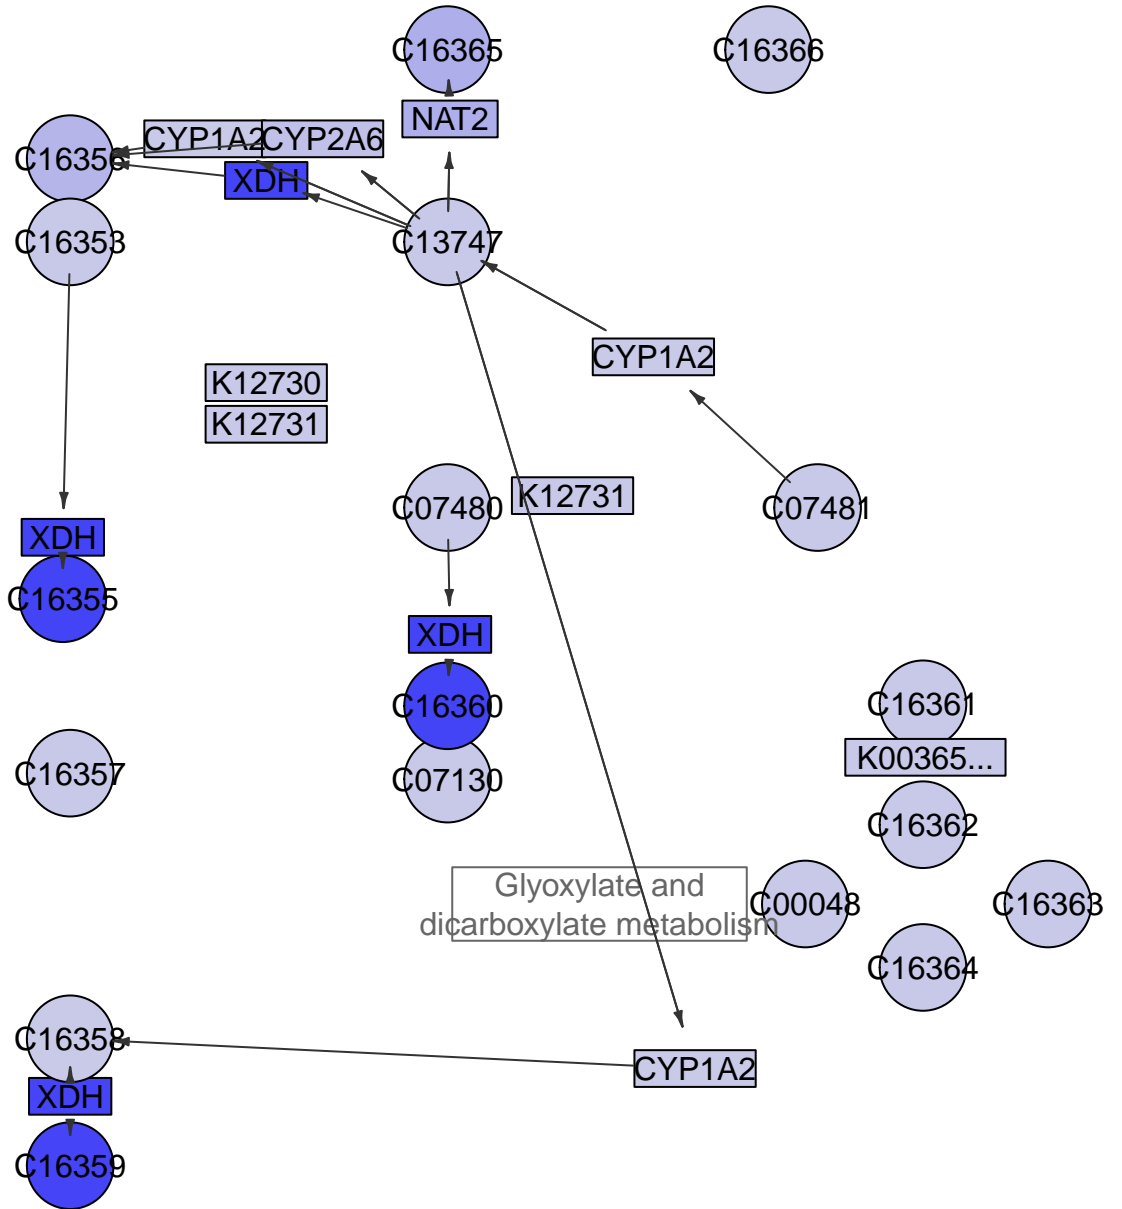 C16365
C16366
NAT2
CYP1A2
CYP2A6
C16356
XDH
C16353
C13747
CYP1A2
K12730
K12731
C07480
K12731
C07481
XDH
C16355
XDH
C16360
C16361
K00365...
C16357
C07130
C16362
Glyoxylate and
dicarboxylate metabolism
C00048
C16363
C16364
C16358
CYP1A2
XDH
C16359